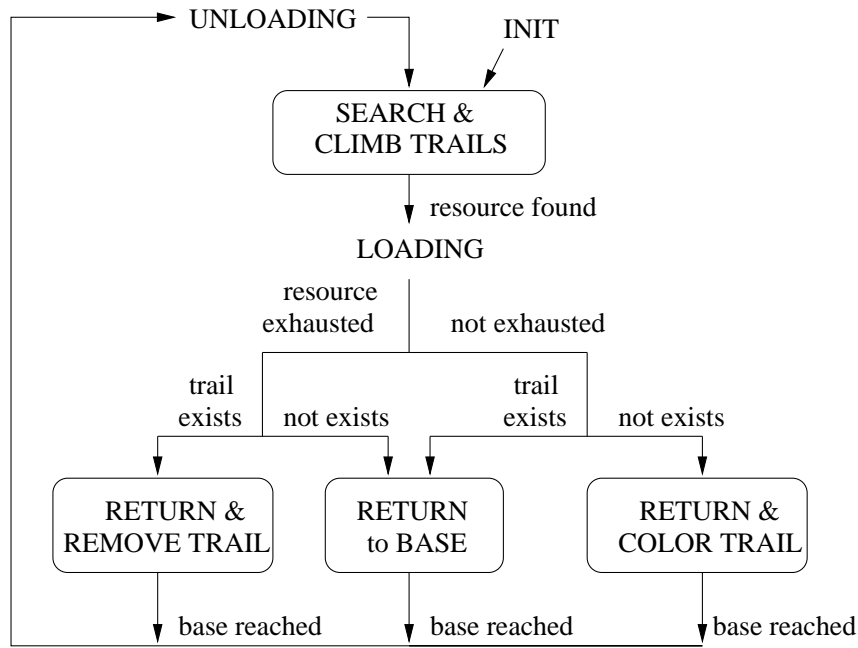 UNLOADING
INIT
SEARCH &
CLIMB TRAILS
resource found
LOADING
resource
exhausted
not exhausted
trail
exists
not exists
trail
exists
not exists
RETURN &
REMOVE TRAIL
RETURN
to BASE
RETURN &
COLOR TRAIL
base reached
base reached
base reached